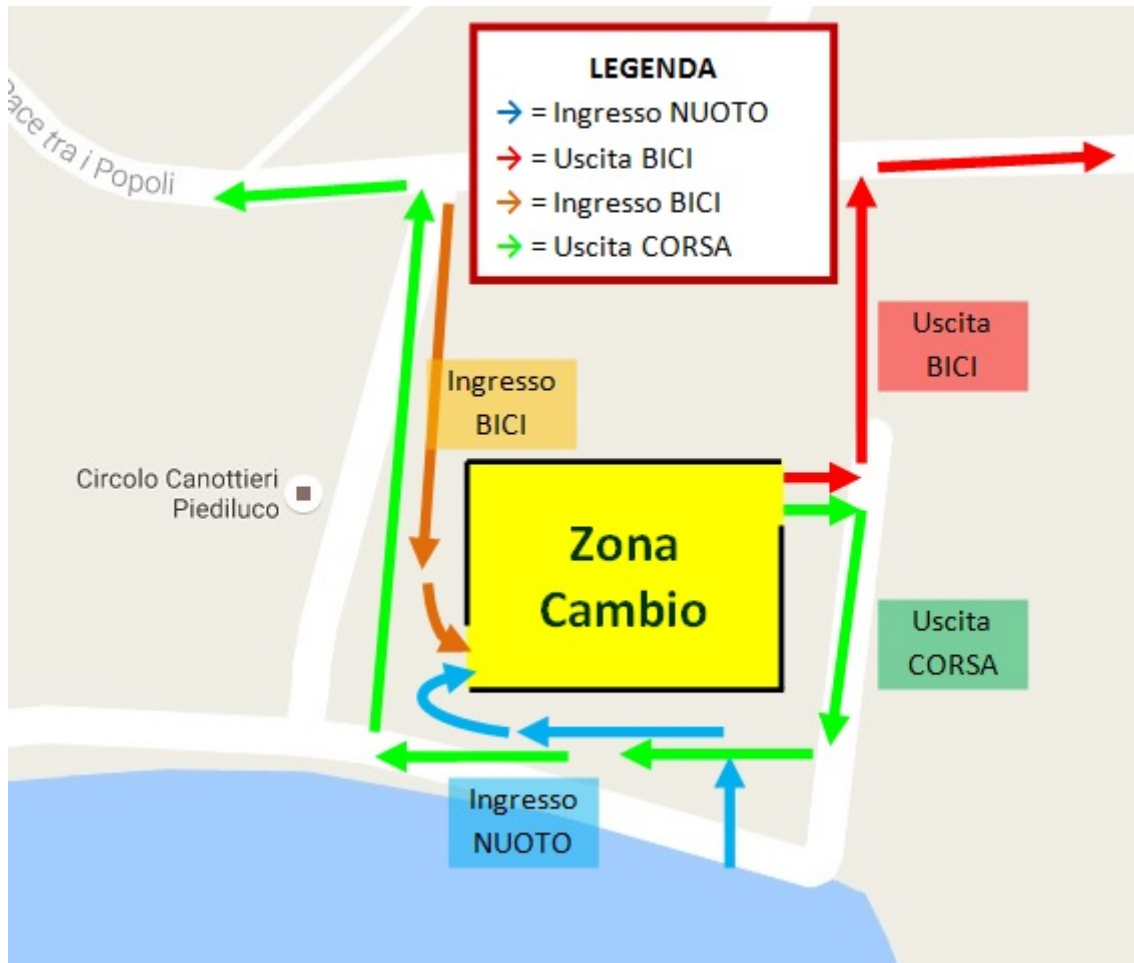 LEGENDA
→ = Ingresso NUOTO
→ = Uscita BICI
→ = Ingresso BICI
→ = Uscita CORSA
Pace tra i Popoli
Uscita
BICI
Ingresso
BICI
Circolo Canottieri
Piediluco
Zona
Cambio
Uscita
CORSA
Ingresso
NUOTO